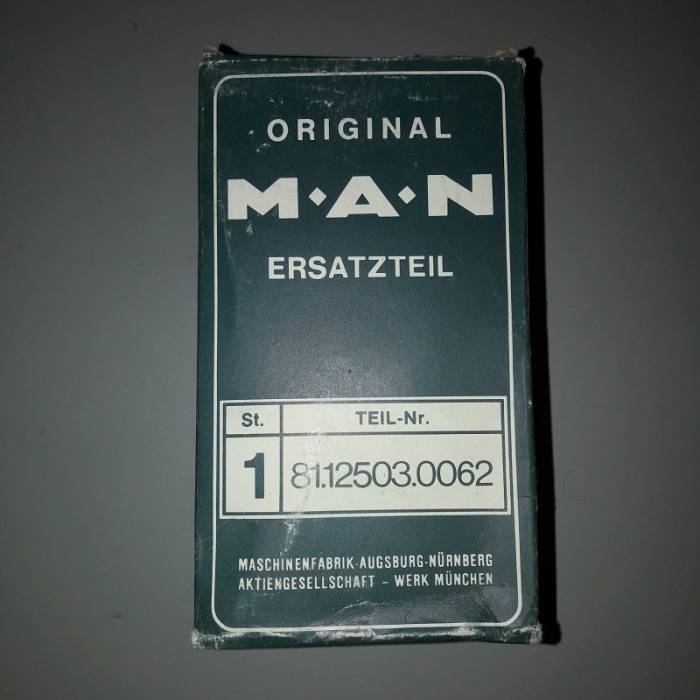 ORIGINAL
M·A·N
ERSATZTEIL
St. TEIL-Nr.
1 81.12503.0062
MASCHINENFABRIK-AUGSBURG-NÜRNBERG
AKTIENGESELLSCHAFT – WERK MÜNCHEN